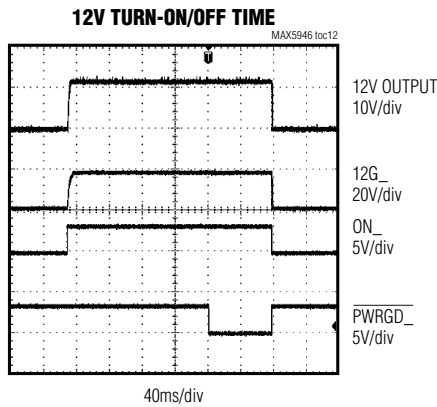 12V TURN-ON/OFF TIME
MAX5946 toc12
T
12V OUTPUT
10V/div
12G_
20V/div
ON_
5V/div
PWRGD_
5V/div
40ms/div